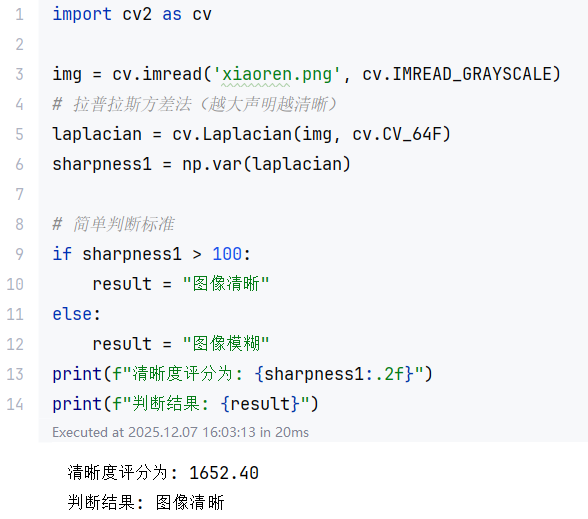 1 import cv2 as cv
2
3 img = cv.imread('xiaoren.png', cv.IMREAD_GRAYSCALE)
4 # 拉普拉斯方差法（越大声明越清晰）
5 laplacian = cv.Laplacian(img, cv.CV_64F)
6 sharpness1 = np.var(laplacian)
7
8 # 简单判断标准
9 if sharpness1 > 100:
10     result = "图像清晰"
11 else:
12     result = "图像模糊"
13 print(f"清晰度评分为: {sharpness1:.2f}")
14 print(f"判断结果: {result}")
Executed at 2025.12.07 16:03:13 in 20ms
清晰度评分为: 1652.40
判断结果: 图像清晰